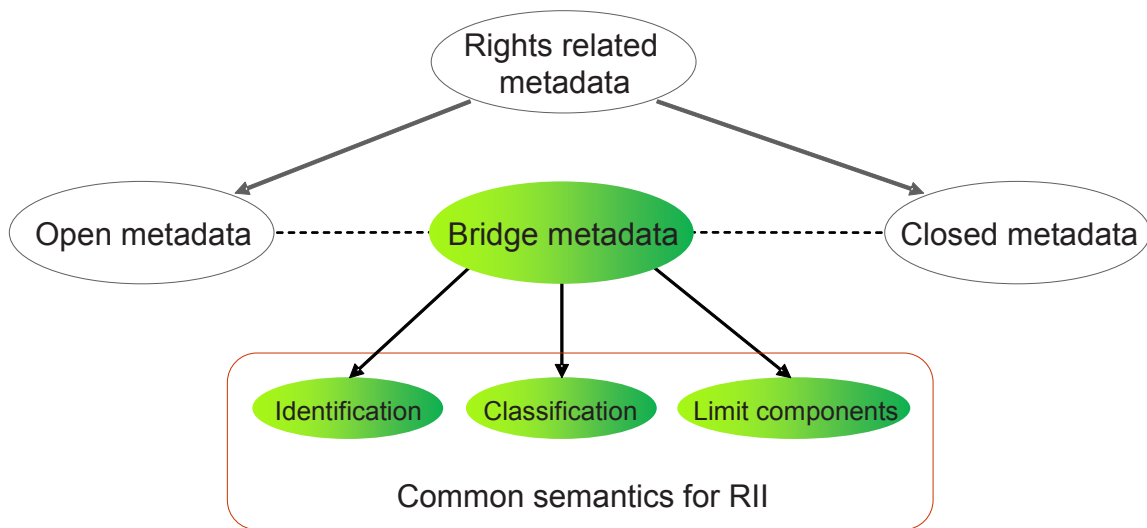 Rights related
metadata
Open metadata
Bridge metadata
Closed metadata
Identification
Classification
Limit components
Common semantics for RII